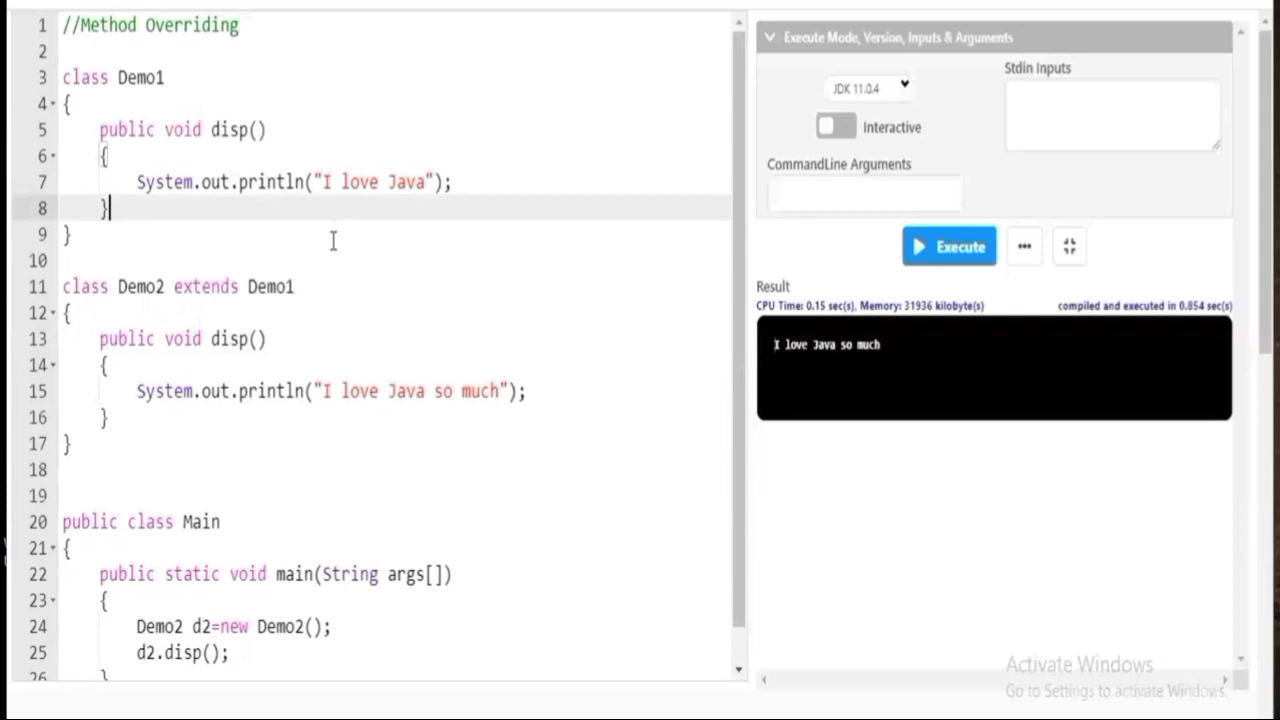 1 //Method Overriding
2
3 class Demo1
4 {
5 public void disp()
6 {
7 System.out.println("I love Java");
8 }
9 }
10
11 class Demo2 extends Demo1
12 {
13 public void disp()
14 {
15 System.out.println("I love Java so much");
16 }
17 }
18
19
20 public class Main
21 {
22 public static void main(String args[])
23 {
24 Demo2 d2=new Demo2();
25 d2.disp();
26 }
Execute Mode, Version, Inputs & Arguments
JDK 11.0.4
Interactive
Stdin Inputs
CommandLine Arguments
Execute
Result
CPU Time: 0.15 sec(s), Memory: 31936 kilobyte(s) compiled and executed in 0.854 sec(s)
I love Java so much
Activate Windows
Go to Settings to activate Windows.